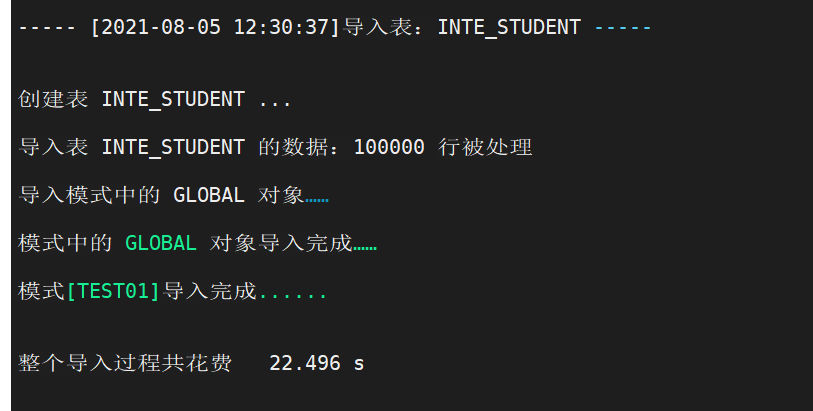 ----- [2021-08-05 12:30:37]导入表：INTE_STUDENT -----
创建表 INTE_STUDENT ...
导入表 INTE_STUDENT 的数据：100000 行被处理
导入模式中的 GLOBAL 对象……
模式中的 GLOBAL 对象导入完成……
模式[TEST01]导入完成......
整个导入过程共花费   22.496 s